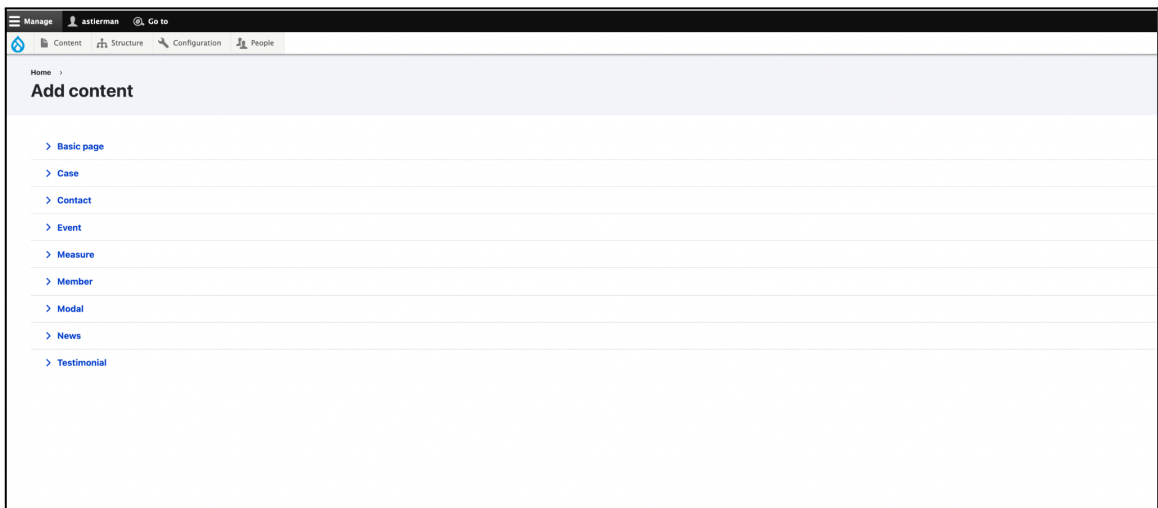 Manage astierman Go to
Content Structure Configuration People
Home ›
Add content
Basic page
Case
Contact
Event
Measure
Member
Modal
News
Testimonial